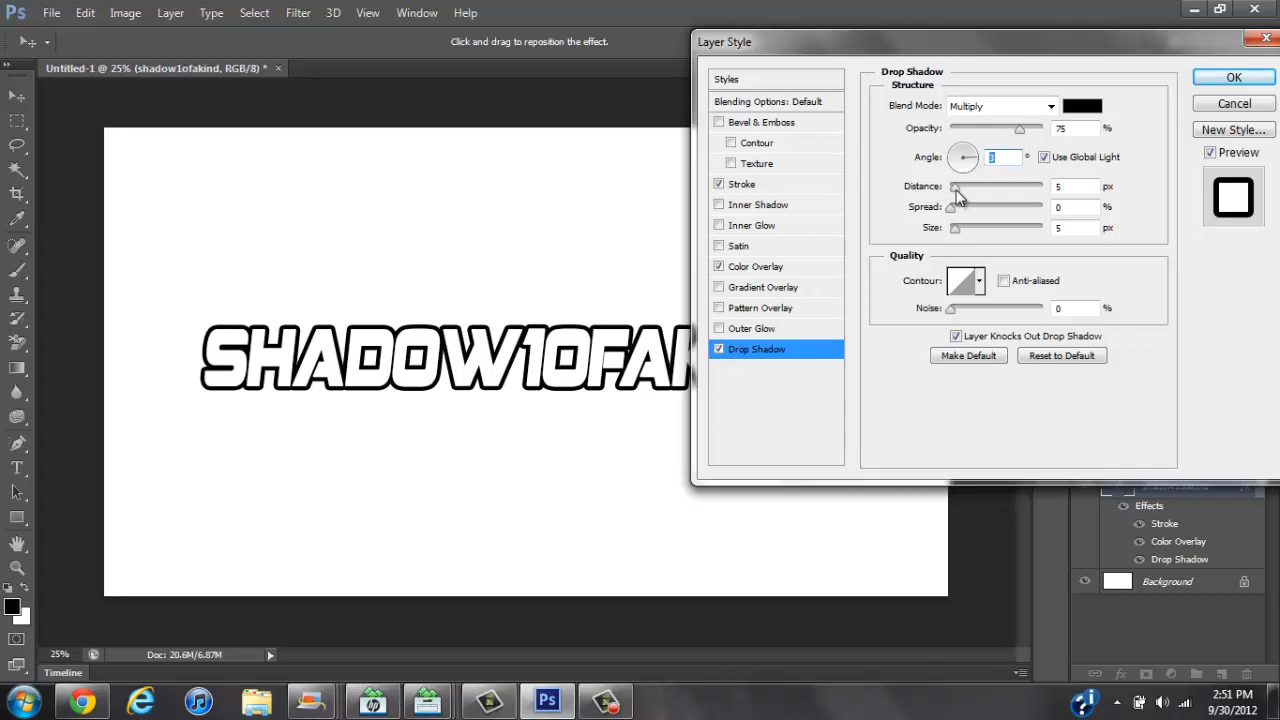 Ps File Edit Image Layer Type Select Filter 3D View Window Help
Click and drag to reposition the effect.
Untitled-1 @ 25% (shadow1ofakind, RGB/8) * ×
Layer Style
Styles
Blending Options: Default
Bevel & Emboss
Contour
Texture
Stroke
Inner Shadow
Inner Glow
Satin
Color Overlay
Gradient Overlay
Pattern Overlay
Outer Glow
Drop Shadow
Drop Shadow
Structure
Blend Mode: Multiply
Opacity: 75 %
Angle: 3 ° Use Global Light
Distance: 5 px
Spread: 0 %
Size: 5 px
Quality
Contour: Anti-aliased
Noise: 0 %
Layer Knocks Out Drop Shadow
Make Default Reset to Default
OK
Cancel
New Style...
Preview
SHADOW1OFAK
Effects
Stroke
Color Overlay
Drop Shadow
Background
25% Doc: 20.6M/6.87M
Timeline
hp Ps
2:51 PM
9/30/2012